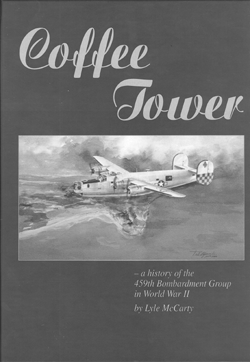 Coffee
Tower
– a history of the
459th Bombardment Group
in World War II
by Lyle McCarty